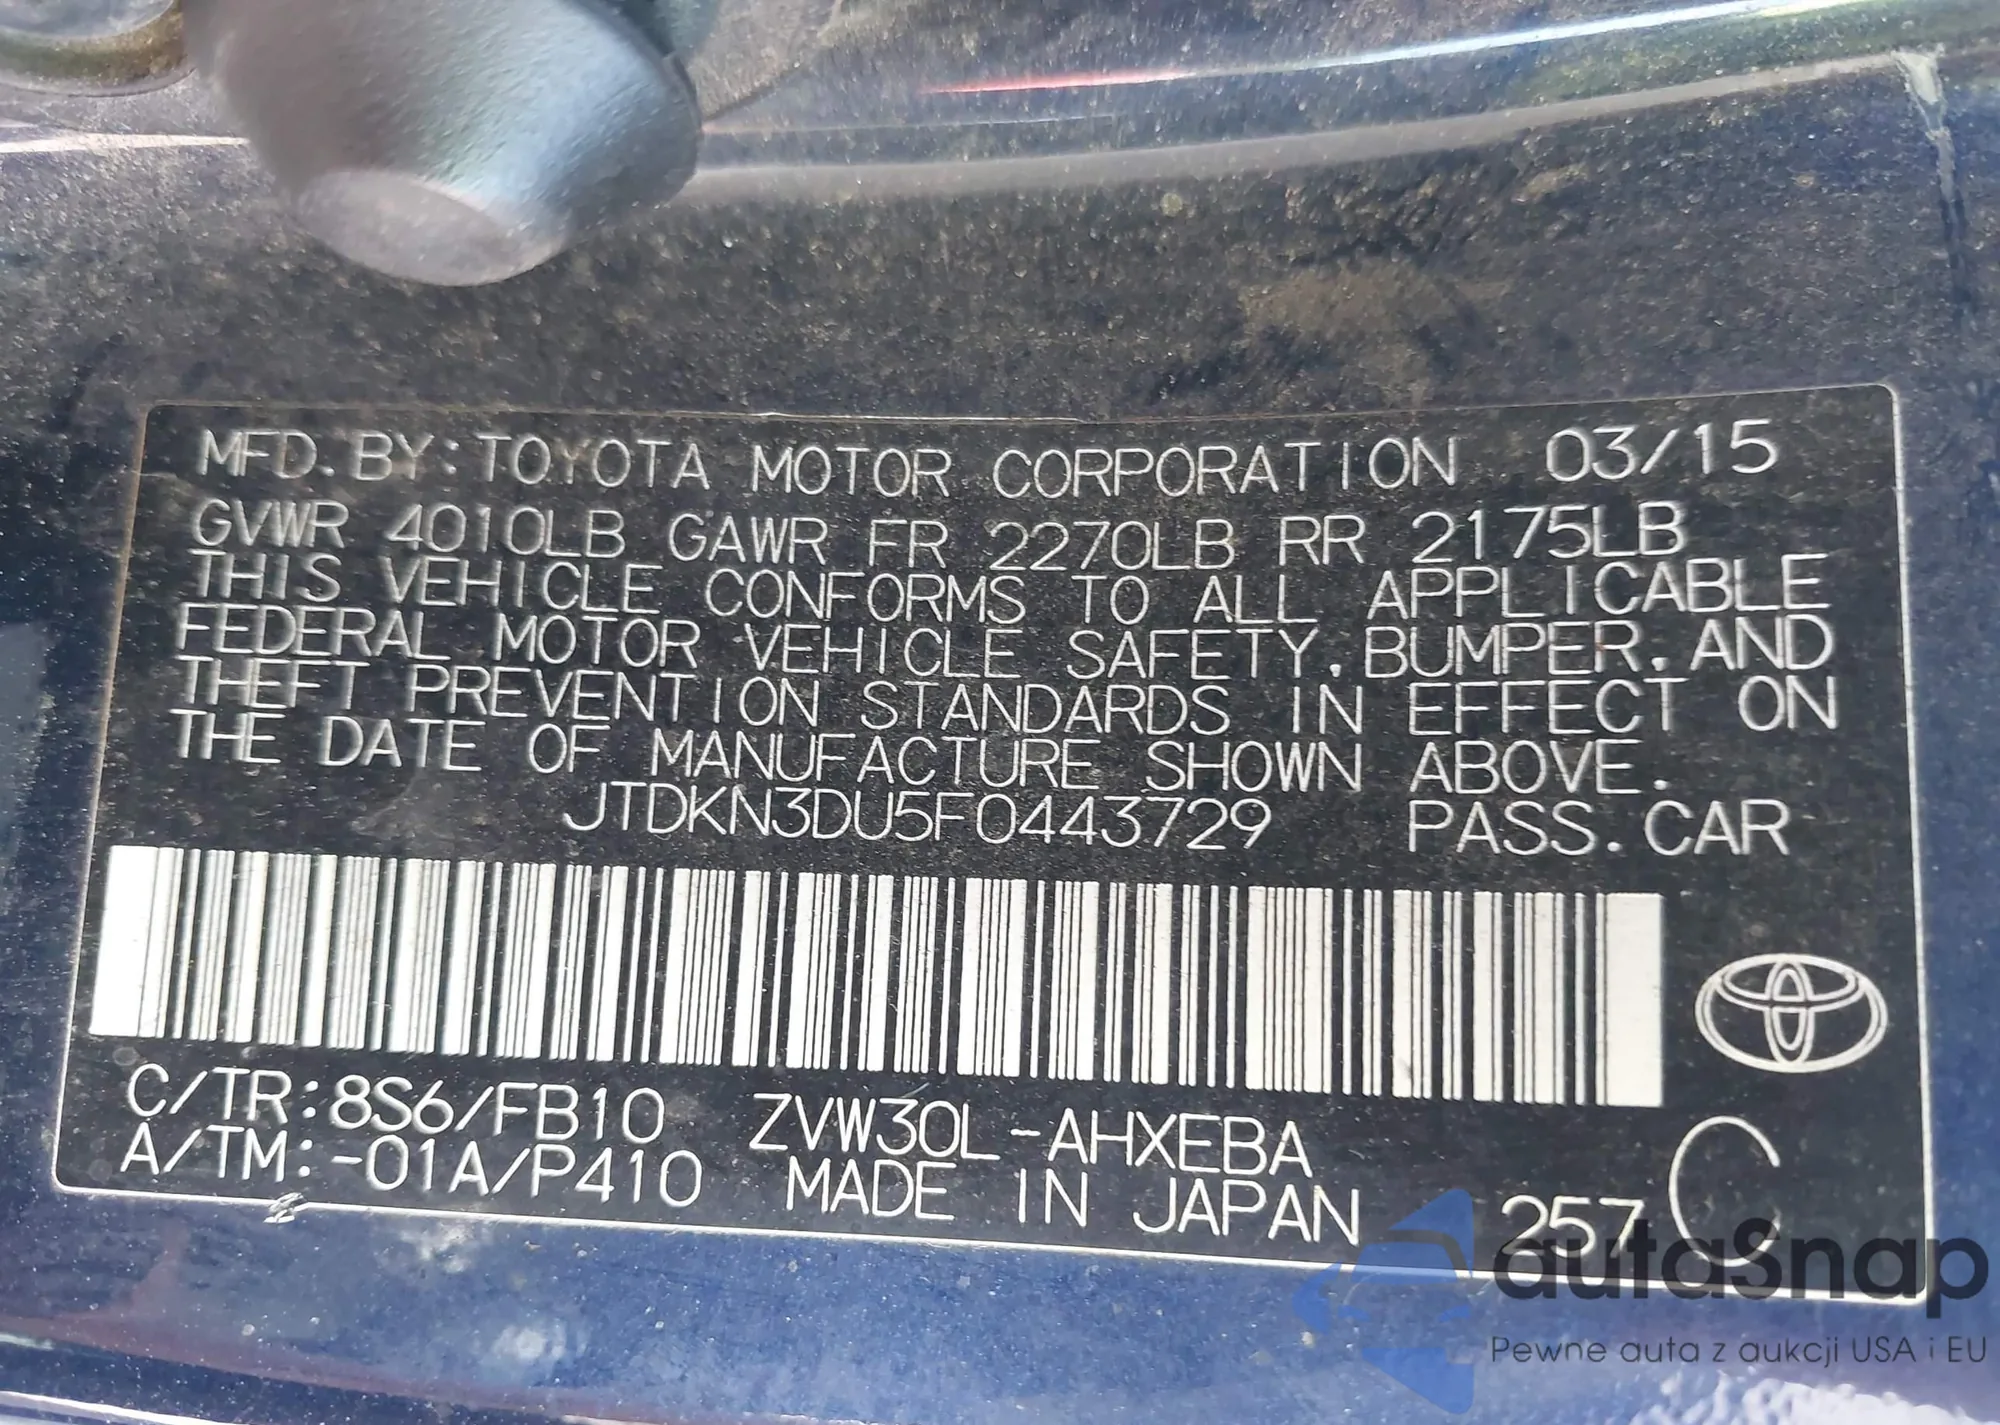 MFD. BY: TOYOTA MOTOR CORPORATION 03/15
GVWR 4010LB GAWR FR 2270LB RR 2175LB
THIS VEHICLE CONFORMS TO ALL APPLICABLE
FEDERAL MOTOR VEHICLE SAFETY, BUMPER, AND
THEFT PREVENTION STANDARDS IN EFFECT ON
THE DATE OF MANUFACTURE SHOWN ABOVE.
JTDKN3DU5F0443729 PASS. CAR
C/TR:8S6/FB10 ZVW30L-AHXEBA
A/TM:-01A/P410 MADE IN JAPAN 257 C
autaSnap
Pewne auta z aukcji USA i EU